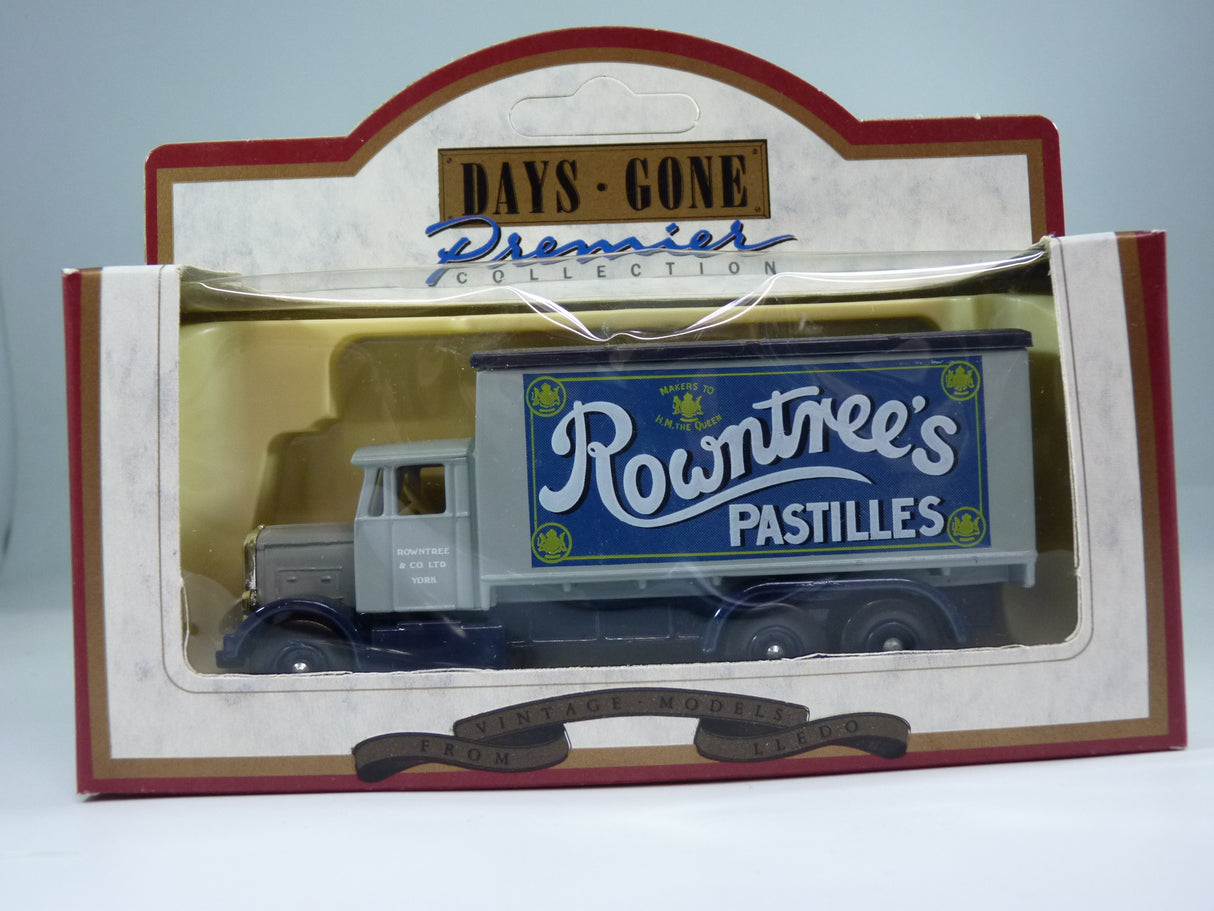 DAYS · GONE
Premier
COLLECTION
MAKERS TO
H.M. THE QUEEN
Rowntree's
PASTILLES
ROWNTREE
& CO LTD
YORK
VINTAGE · MODELS
FROM LLEDO